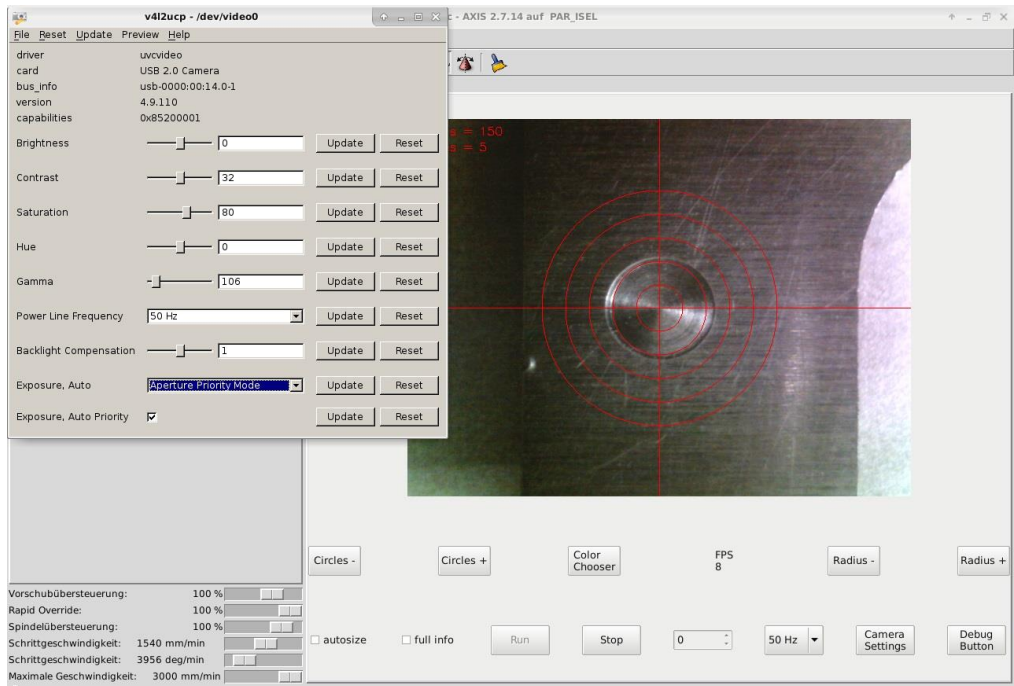 v4l2ucp - /dev/video0
c - AXIS 2.7.14 auf PAR_ISEL
File Reset Update Preview Help
driver uvcvideo
card USB 2.0 Camera
bus_info usb-0000:00:14.0-1
version 4.9.110
capabilities 0x85200001
Brightness 0 Update Reset
Contrast 32 Update Reset
Saturation 80 Update Reset
Hue 0 Update Reset
Gamma 106 Update Reset
Power Line Frequency 50 Hz Update Reset
Backlight Compensation 1 Update Reset
Exposure, Auto Aperture Priority Mode Update Reset
Exposure, Auto Priority Update Reset
s = 150
s = 5
Circles - Circles + Color Chooser FPS 8 Radius - Radius +
Vorschubübersteuerung: 100 %
Rapid Override: 100 %
Spindelübersteuerung: 100 %
Schrittgeschwindigkeit: 1540 mm/min
Schrittgeschwindigkeit: 3956 deg/min
Maximale Geschwindigkeit: 3000 mm/min
autosize full info Run Stop 0 50 Hz Camera Settings Debug Button